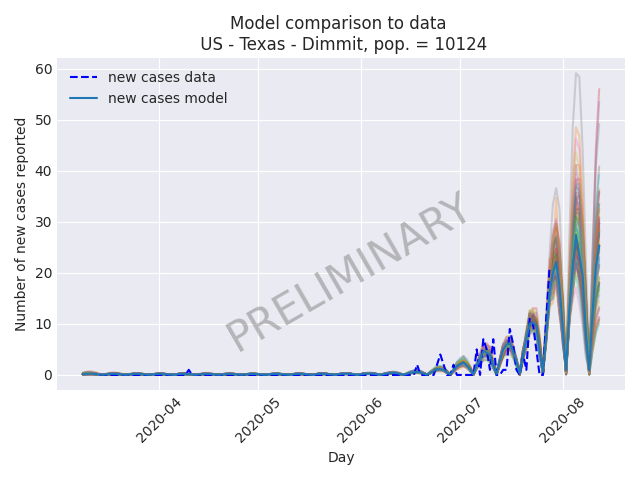 Model comparison to data
US - Texas - Dimmit, pop. = 10124
new cases data
new cases model
Number of new cases reported
60
50
40
30
20
10
0
PRELIMINARY
2020-04
2020-05
2020-06
2020-07
2020-08
Day